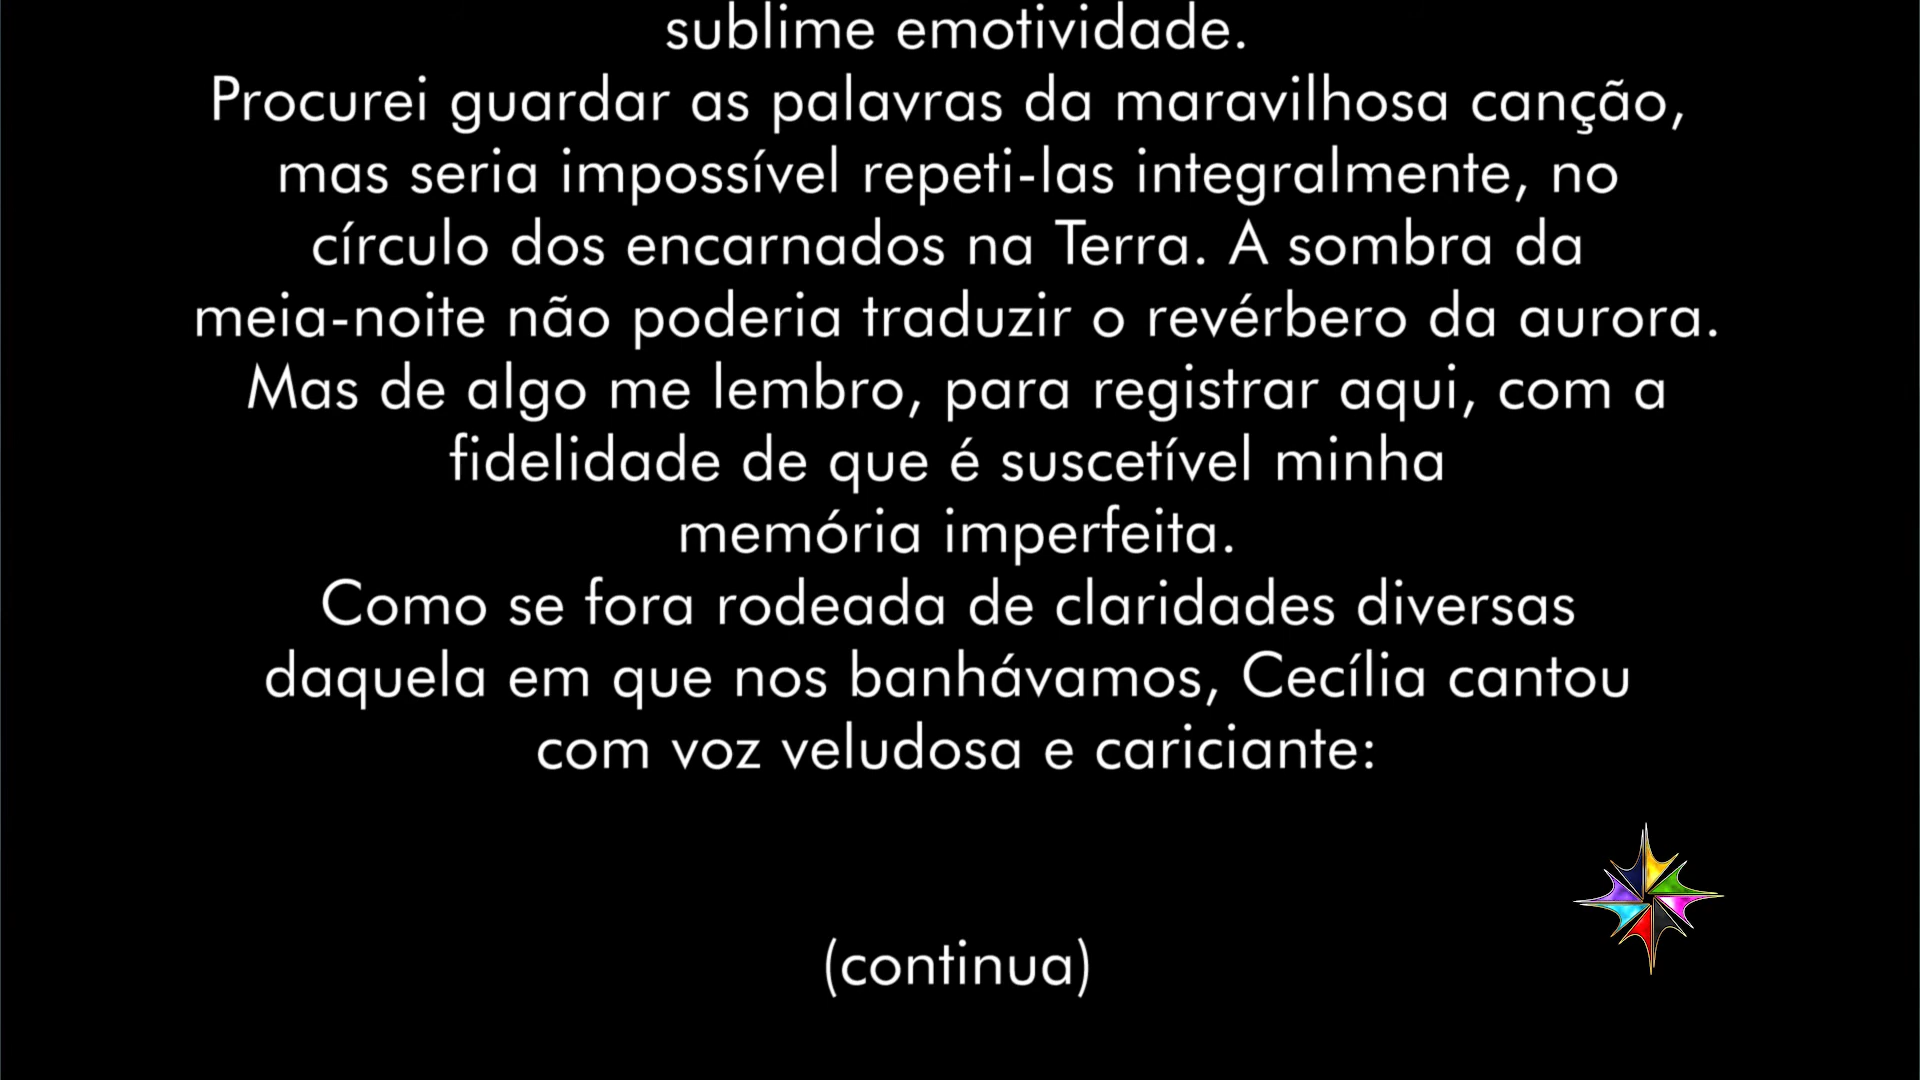 sublime emotividade.
Procurei guardar as palavras da maravilhosa canção,
mas seria impossível repeti-las integralmente, no
círculo dos encarnados na Terra. A sombra da
meia-noite não poderia traduzir o revérbero da aurora.
Mas de algo me lembro, para registrar aqui, com a
fidelidade de que é suscetível minha
memória imperfeita.
Como se fora rodeada de claridades diversas
daquela em que nos banhávamos, Cecília cantou
com voz veludosa e cariciante:
(continua)